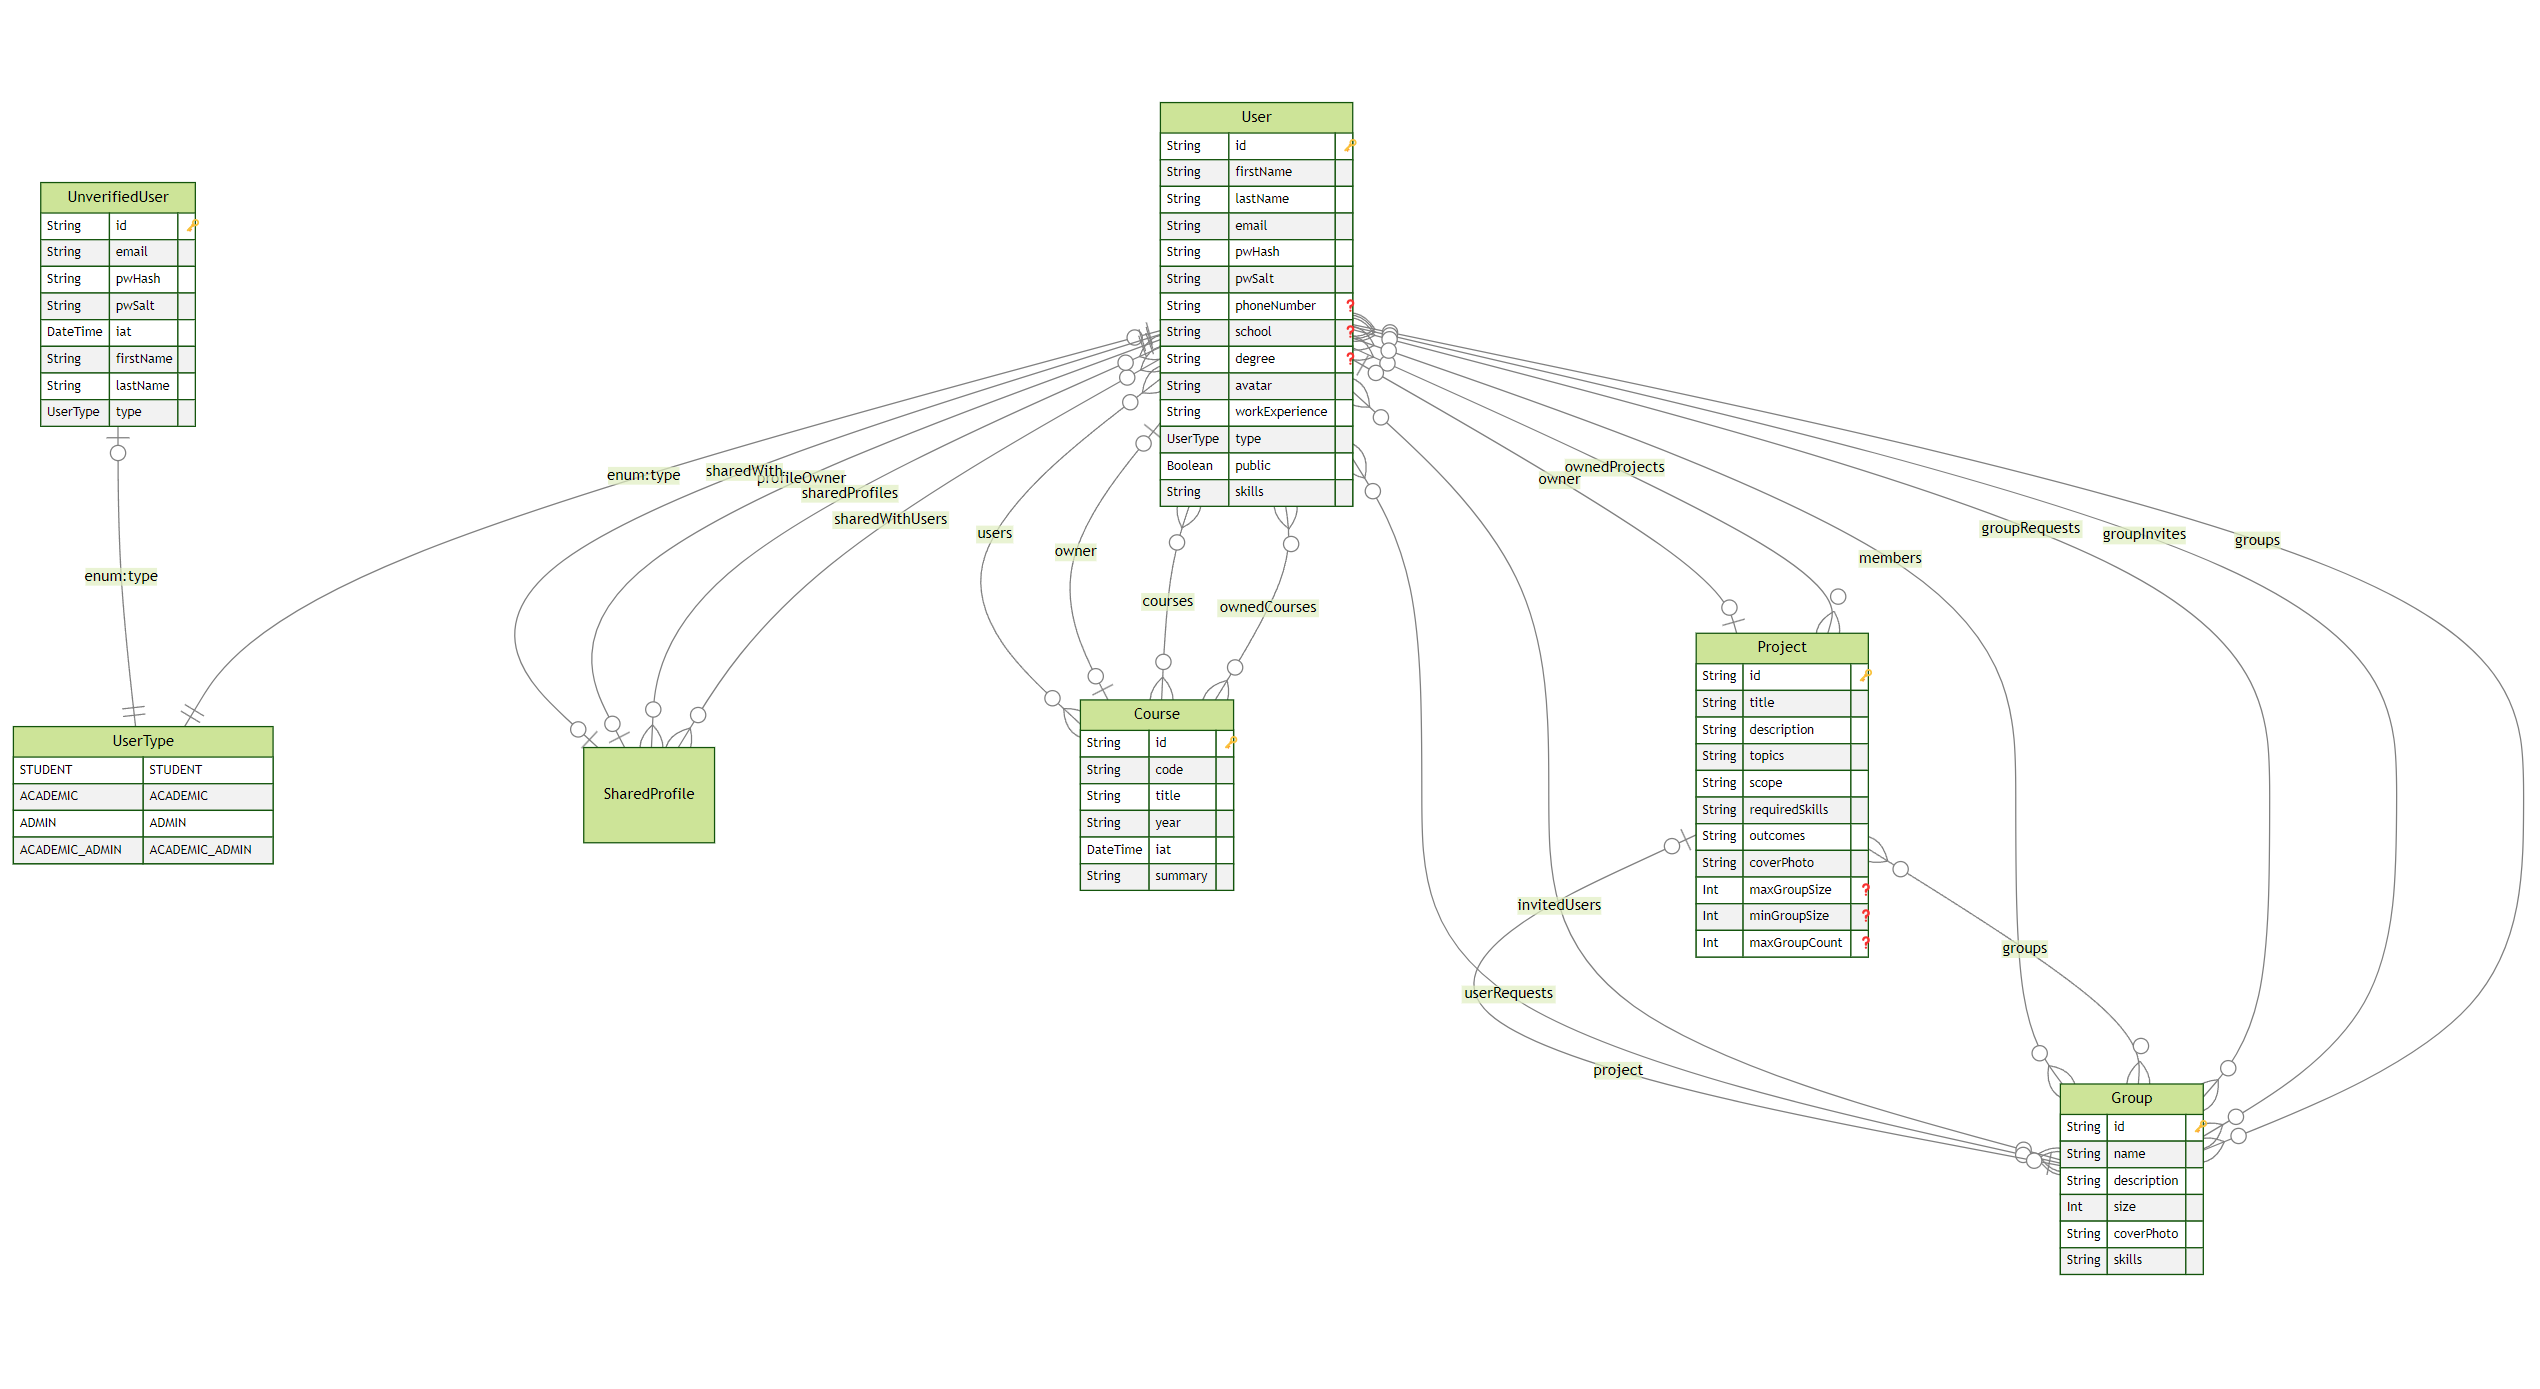 User
String id 🔑
String firstName
String lastName
String email
String pwHash
String pwSalt
String phoneNumber ❓
String school ❓
String degree ❓
String avatar
String workExperience
UserType type
Boolean public
String skills
UnverifiedUser
String id 🔑
String email
String pwHash
String pwSalt
DateTime iat
String firstName
String lastName
UserType type
enum:type
sharedWith
profileOwner
sharedProfiles
sharedWithUsers
users
owner
courses
ownedCourses
ownedProjects
owner
members
groupRequests
groupInvites
groups
enum:type
UserType
STUDENT STUDENT
ACADEMIC ACADEMIC
ADMIN ADMIN
ACADEMIC_ADMIN ACADEMIC_ADMIN
SharedProfile
Course
String id 🔑
String code
String title
String year
DateTime iat
String summary
Project
String id 🔑
String title
String description
String topics
String scope
String requiredSkills
String outcomes
String coverPhoto
Int maxGroupSize ❓
Int minGroupSize ❓
Int maxGroupCount ❓
invitedUsers
groups
userRequests
project
Group
String id 🔑
String name
String description
Int size
String coverPhoto
String skills